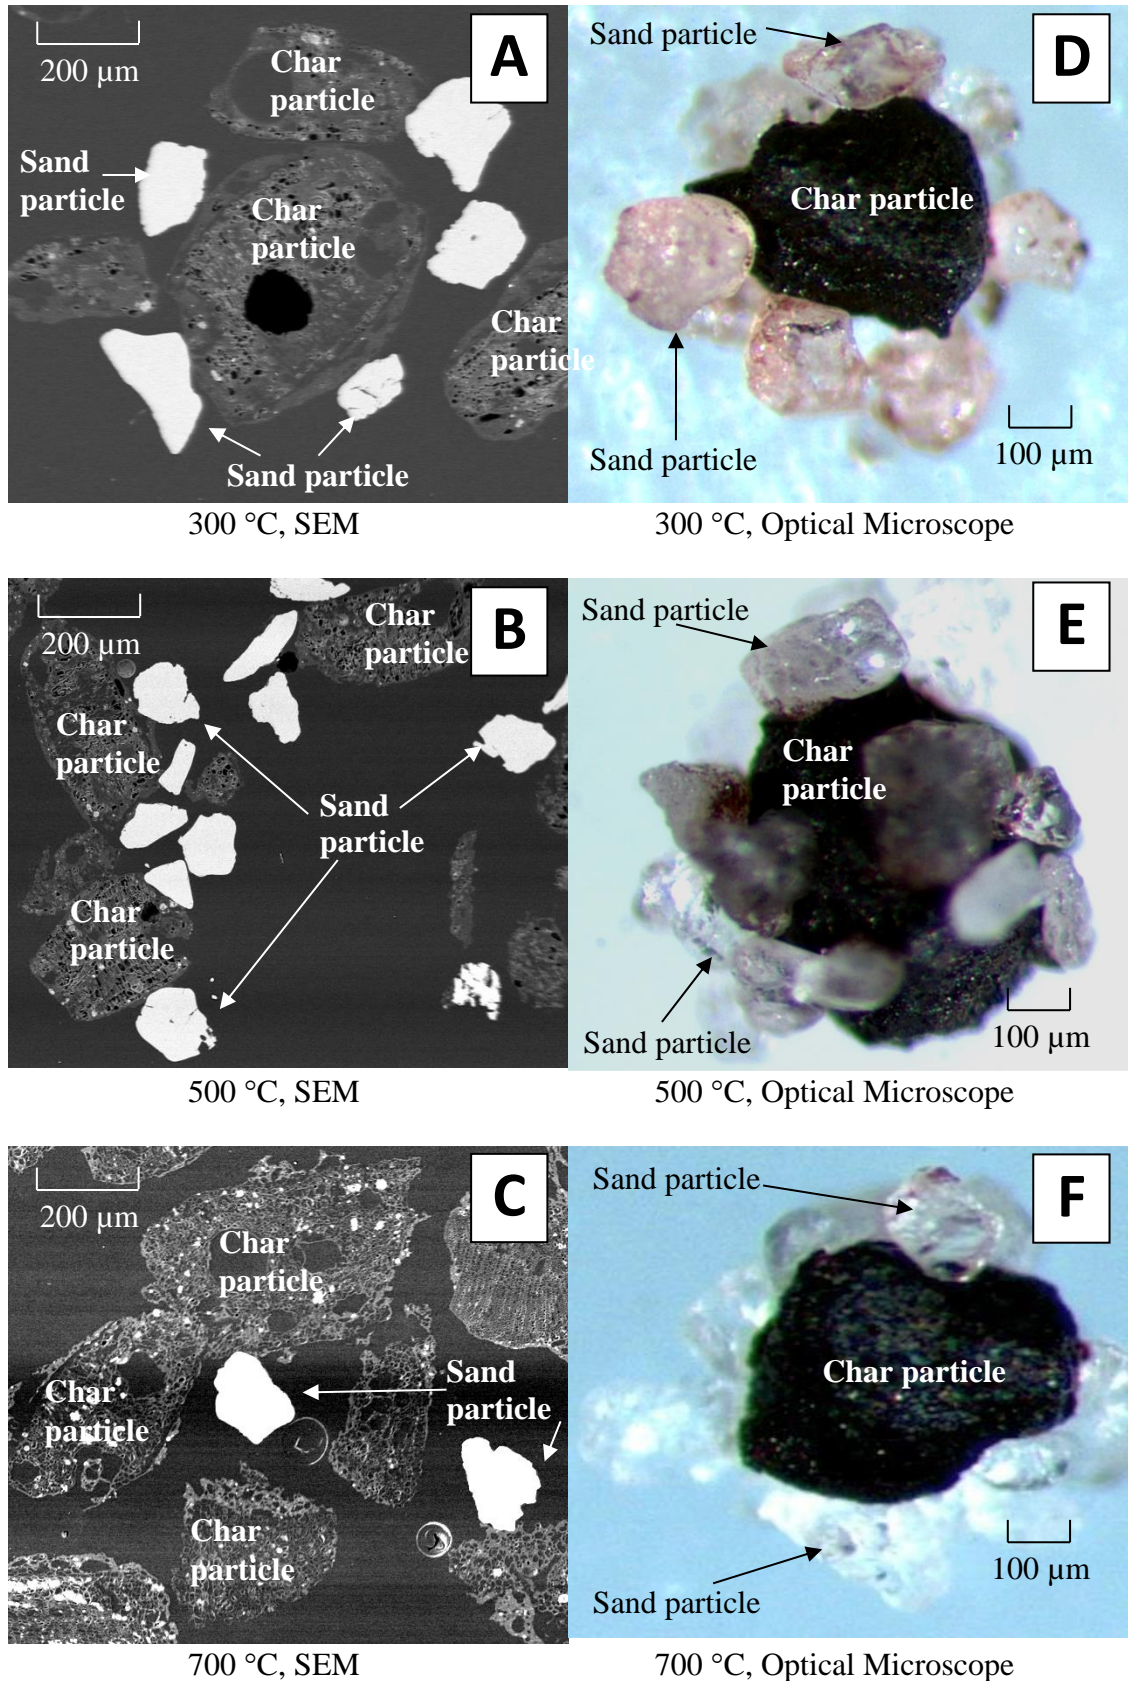 200 µm
A
Char
particle
Sand
particle
Char
particle
Char
particle
Sand particle
300 °C, SEM
Sand particle
D
Char particle
Sand particle
100 µm
300 °C, Optical Microscope
200 µm
B
Char
particle
Char
particle
Sand
particle
Char
particle
500 °C, SEM
Sand particle
E
Char
particle
Sand particle
100 µm
500 °C, Optical Microscope
200 µm
C
Char
particle
Sand
particle
Char
particle
Char
particle
700 °C, SEM
Sand particle
F
Char particle
Sand particle
100 µm
700 °C, Optical Microscope